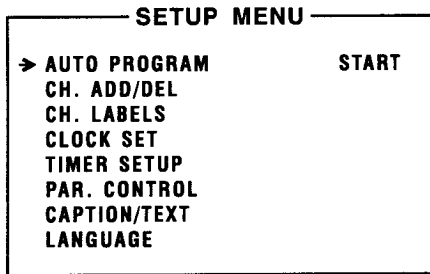 SETUP MENU
➔ AUTO PROGRAM START
CH. ADD/DEL
CH. LABELS
CLOCK SET
TIMER SETUP
PAR. CONTROL
CAPTION/TEXT
LANGUAGE